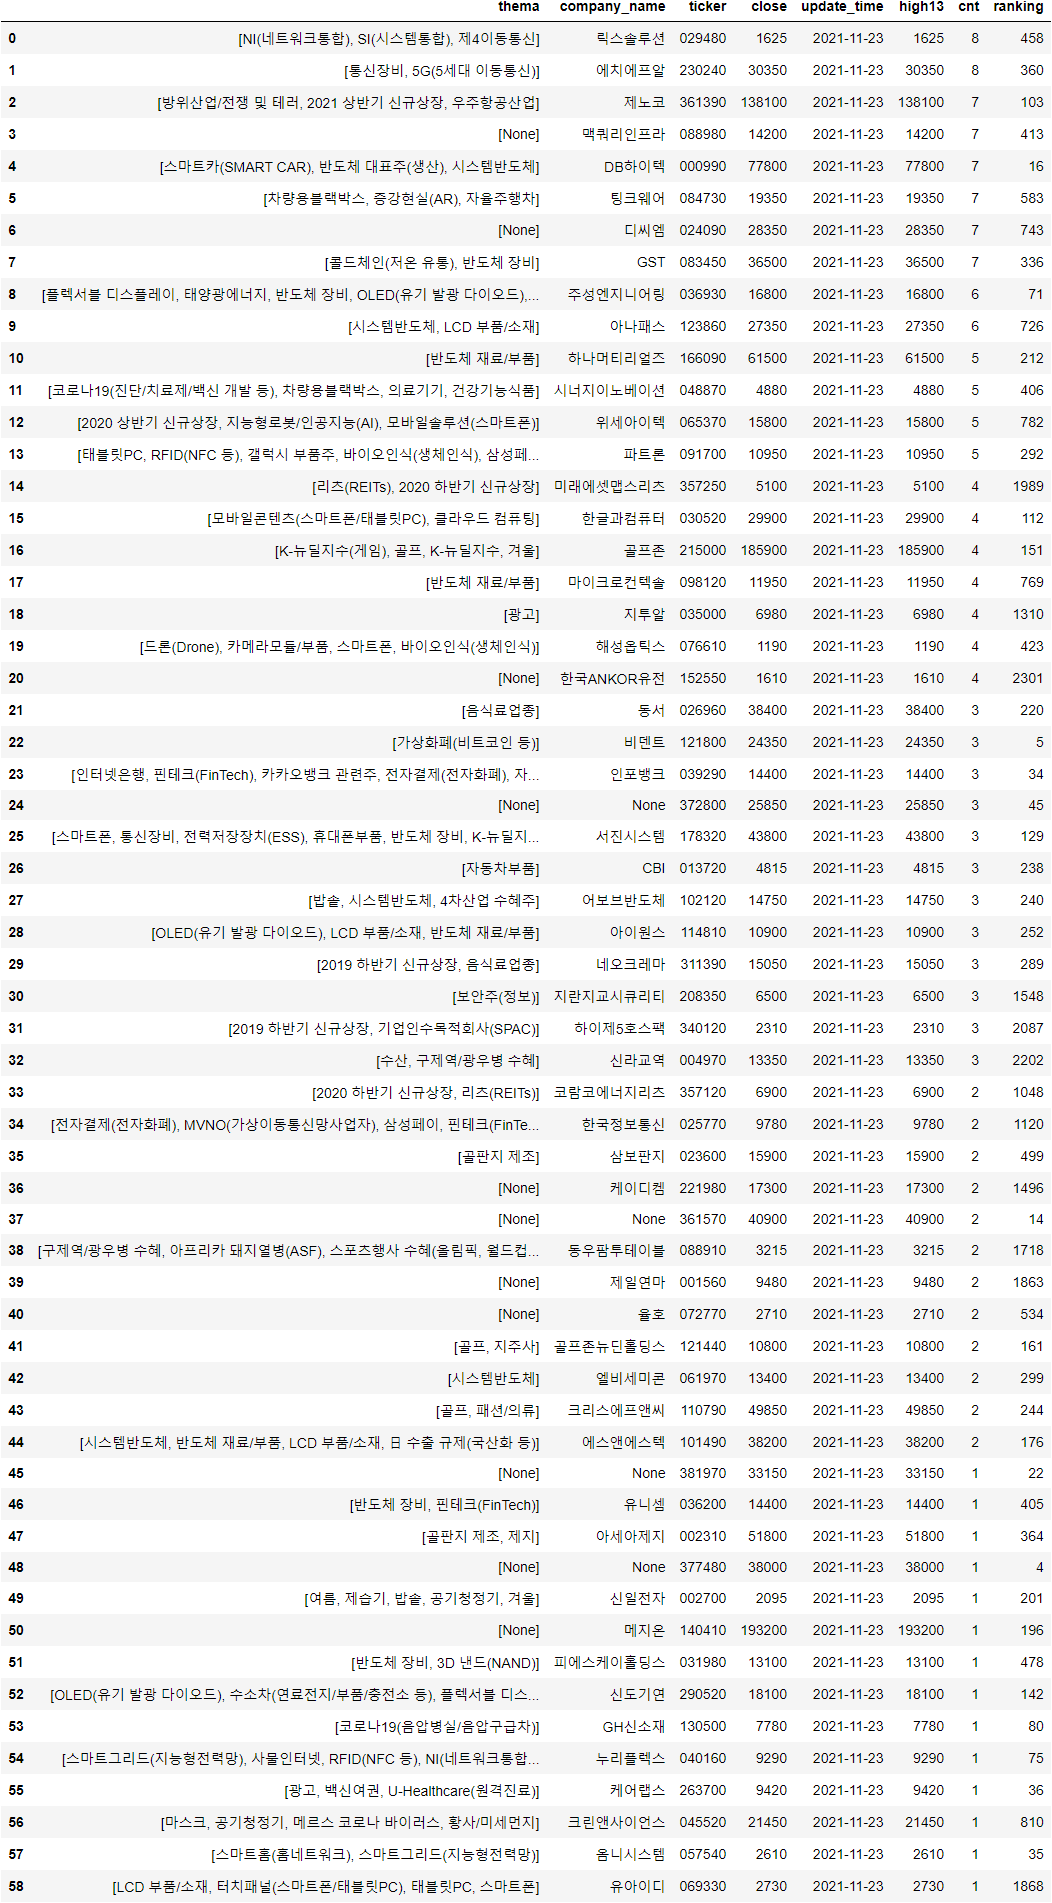 thema company_name ticker close update_time high13 cnt ranking
0 [NI(네트워크통합), SI(시스템통합), 제4이동통신] 릭스솔루션 029480 1625 2021-11-23 1625 8 458
1 [통신장비, 5G(5세대 이동통신)] 에치에프알 230240 30350 2021-11-23 30350 8 360
2 [방위산업/전쟁 및 테러, 2021 상반기 신규상장, 우주항공산업] 제노코 361390 138100 2021-11-23 138100 7 103
3 [None] 맥쿼리인프라 088980 14200 2021-11-23 14200 7 413
4 [스마트카(SMART CAR), 반도체 대표주(생산), 시스템반도체] DB하이텍 000990 77800 2021-11-23 77800 7 16
5 [차량용블랙박스, 증강현실(AR), 자율주행차] 팅크웨어 084730 19350 2021-11-23 19350 7 583
6 [None] 디씨엠 024090 28350 2021-11-23 28350 7 743
7 [콜드체인(저온 유통), 반도체 장비] GST 083450 36500 2021-11-23 36500 7 336
8 [플렉서블 디스플레이, 태양광에너지, 반도체 장비, OLED(유기 발광 다이오드),... 주성엔지니어링 036930 16800 2021-11-23 16800 6 71
9 [시스템반도체, LCD 부품/소재] 아나패스 123860 27350 2021-11-23 27350 6 726
10 [반도체 재료/부품] 하나머티리얼즈 166090 61500 2021-11-23 61500 5 212
11 [코로나19(진단/치료제/백신 개발 등), 차량용블랙박스, 의료기기, 건강기능식품] 시너지이노베이션 048870 4880 2021-11-23 4880 5 406
12 [2020 상반기 신규상장, 지능형로봇/인공지능(AI), 모바일솔루션(스마트폰)] 위세아이텍 065370 15800 2021-11-23 15800 5 782
13 [태블릿PC, RFID(NFC 등), 갤럭시 부품주, 바이오인식(생체인식), 삼성페... 파트론 091700 10950 2021-11-23 10950 5 292
14 [리츠(REITs), 2020 하반기 신규상장] 미래에셋맵스리츠 357250 5100 2021-11-23 5100 4 1989
15 [모바일콘텐츠(스마트폰/태블릿PC), 클라우드 컴퓨팅] 한글과컴퓨터 030520 29900 2021-11-23 29900 4 112
16 [K-뉴딜지수(게임), 골프, K-뉴딜지수, 겨울] 골프존 215000 185900 2021-11-23 185900 4 151
17 [반도체 재료/부품] 마이크로컨텍솔 098120 11950 2021-11-23 11950 4 769
18 [광고] 지투알 035000 6980 2021-11-23 6980 4 1310
19 [드론(Drone), 카메라모듈/부품, 스마트폰, 바이오인식(생체인식)] 해성옵틱스 076610 1190 2021-11-23 1190 4 423
20 [None] 한국ANKOR유전 152550 1610 2021-11-23 1610 4 2301
21 [음식료업종] 동서 026960 38400 2021-11-23 38400 3 220
22 [가상화폐(비트코인 등)] 비덴트 121800 24350 2021-11-23 24350 3 5
23 [인터넷은행, 핀테크(FinTech), 카카오뱅크 관련주, 전자결제(전자화폐), 자... 인포뱅크 039290 14400 2021-11-23 14400 3 34
24 [None] None 372800 25850 2021-11-23 25850 3 45
25 [스마트폰, 통신장비, 전력저장장치(ESS), 휴대폰부품, 반도체 장비, K-뉴딜지... 서진시스템 178320 43800 2021-11-23 43800 3 129
26 [자동차부품] CBI 013720 4815 2021-11-23 4815 3 238
27 [밥솥, 시스템반도체, 4차산업 수혜주] 어보브반도체 102120 14750 2021-11-23 14750 3 240
28 [OLED(유기 발광 다이오드), LCD 부품/소재, 반도체 재료/부품] 아이원스 114810 10900 2021-11-23 10900 3 252
29 [2019 하반기 신규상장, 음식료업종] 네오크레마 311390 15050 2021-11-23 15050 3 289
30 [보안주(정보)] 지란지교시큐리티 208350 6500 2021-11-23 6500 3 1548
31 [2019 하반기 신규상장, 기업인수목적회사(SPAC)] 하이제5호스팩 340120 2310 2021-11-23 2310 3 2087
32 [수산, 구제역/광우병 수혜] 신라교역 004970 13350 2021-11-23 13350 3 2202
33 [2020 하반기 신규상장, 리츠(REITs)] 코람코에너지리츠 357120 6900 2021-11-23 6900 2 1048
34 [전자결제(전자화폐), MVNO(가상이동통신망사업자), 삼성페이, 핀테크(FinTe... 한국정보통신 025770 9780 2021-11-23 9780 2 1120
35 [골판지 제조] 삼보판지 023600 15900 2021-11-23 15900 2 499
36 [None] 케이디켐 221980 17300 2021-11-23 17300 2 1496
37 [None] None 361570 40900 2021-11-23 40900 2 14
38 [구제역/광우병 수혜, 아프리카 돼지열병(ASF), 스포츠행사 수혜(올림픽, 월드컵... 동우팜투테이블 088910 3215 2021-11-23 3215 2 1718
39 [None] 제일연마 001560 9480 2021-11-23 9480 2 1863
40 [None] 율호 072770 2710 2021-11-23 2710 2 534
41 [골프, 지주사] 골프존뉴딘홀딩스 121440 10800 2021-11-23 10800 2 161
42 [시스템반도체] 엘비세미콘 061970 13400 2021-11-23 13400 2 299
43 [골프, 패션/의류] 크리스에프앤씨 110790 49850 2021-11-23 49850 2 244
44 [시스템반도체, 반도체 재료/부품, LCD 부품/소재, 日 수출 규제(국산화 등)] 에스앤에스텍 101490 38200 2021-11-23 38200 2 176
45 [None] None 381970 33150 2021-11-23 33150 1 22
46 [반도체 장비, 핀테크(FinTech)] 유니셈 036200 14400 2021-11-23 14400 1 405
47 [골판지 제조, 제지] 아세아제지 002310 51800 2021-11-23 51800 1 364
48 [None] None 377480 38000 2021-11-23 38000 1 4
49 [여름, 제습기, 밥솥, 공기청정기, 겨울] 신일전자 002700 2095 2021-11-23 2095 1 201
50 [None] 메지온 140410 193200 2021-11-23 193200 1 196
51 [반도체 장비, 3D 낸드(NAND)] 피에스케이홀딩스 031980 13100 2021-11-23 13100 1 478
52 [OLED(유기 발광 다이오드), 수소차(연료전지/부품/충전소 등), 플렉서블 디스... 신도기연 290520 18100 2021-11-23 18100 1 142
53 [코로나19(음압병실/음압구급차)] GH신소재 130500 7780 2021-11-23 7780 1 80
54 [스마트그리드(지능형전력망), 사물인터넷, RFID(NFC 등), NI(네트워크통합... 누리플렉스 040160 9290 2021-11-23 9290 1 75
55 [광고, 백신여권, U-Healthcare(원격진료)] 케어랩스 263700 9420 2021-11-23 9420 1 36
56 [마스크, 공기청정기, 메르스 코로나 바이러스, 황사/미세먼지] 크린앤사이언스 045520 21450 2021-11-23 21450 1 810
57 [스마트홈(홈네트워크), 스마트그리드(지능형전력망)] 옴니시스템 057540 2610 2021-11-23 2610 1 35
58 [LCD 부품/소재, 터치패널(스마트폰/태블릿PC), 태블릿PC, 스마트폰] 유아이디 069330 2730 2021-11-23 2730 1 1868